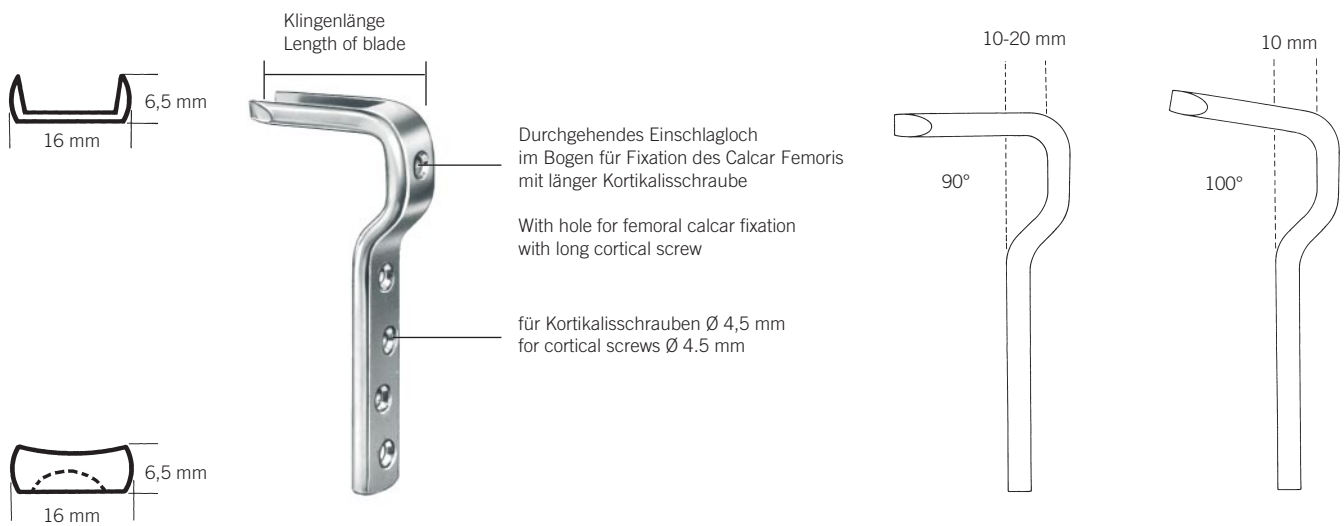 Klingenlänge
Length of blade
6,5 mm
16 mm
Durchgehendes Einschlagloch
im Bogen für Fixation des Calcar Femoris
mit länger Kortikalisschraube
With hole for femoral calcar fixation
with long cortical screw
für Kortikalisschrauben Ø 4,5 mm
for cortical screws Ø 4.5 mm
6,5 mm
16 mm
10-20 mm
90°
10 mm
100°